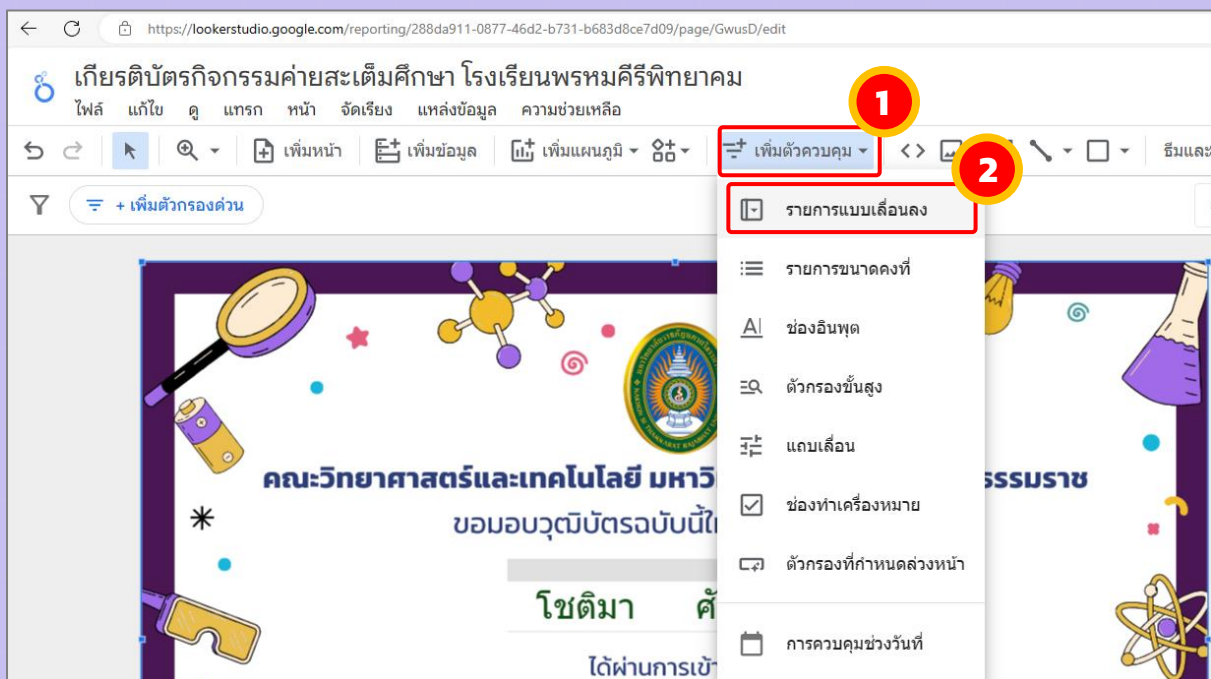 https://lookerstudio.google.com/reporting/288da911-0877-46d2-b731-b683d8ce7d09/page/GwusD/edit
เกียรติบัตรกิจกรรมค่ายสะเต็มศึกษา โรงเรียนพรหมคีรีพิทยาคม
ไฟล์ แก้ไข ดู แทรก หน้า จัดเรียง แหล่งข้อมูล ความช่วยเหลือ
1
เพิ่มหน้า เพิ่มข้อมูล เพิ่มแผนภูมิ เพิ่มตัวควบคุม ธีมและ
2
+ เพิ่มตัวกรองด่วน
รายการแบบเลื่อนลง
รายการขนาดคงที่
ช่องอินพุต
ตัวกรองขั้นสูง
แถบเลื่อน
ช่องทำเครื่องหมาย
ตัวกรองที่กำหนดล่วงหน้า
การควบคุมช่วงวันที่
คณะวิทยาศาสตร์และเทคโนโลยี มหาวิ ธรรมราช
ขอมอบวุฒิบัตรฉบับนี้ใ
โชติมา ศั
ได้ผ่านการเข้า